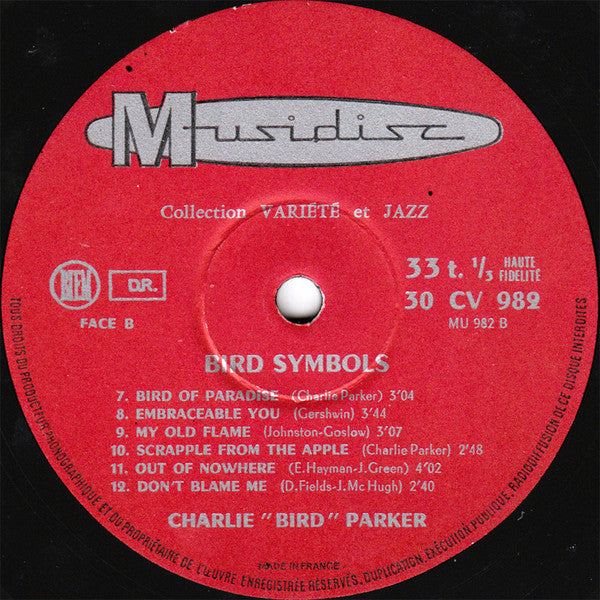 Musidisc
Collection VARIÉTÉ et JAZZ
BIEM
DR.
FACE B
33 t. 1/3 HAUTE FIDELITÉ
30 CV 982
MU 982 B
BIRD SYMBOLS
7. BIRD OF PARADISE (Charlie Parker) 3'04
8. EMBRACEABLE YOU (Gershwin) 3'44
9. MY OLD FLAME (Johnston-Goslow) 3'07
10. SCRAPPLE FROM THE APPLE (Charlie Parker) 2'48
11. OUT OF NOWHERE (E.Hayman-J.Green) 4'02
12. DON'T BLAME ME (D.Fields-J.Mc Hugh) 2'40
CHARLIE "BIRD" PARKER
MADE IN FRANCE
TOUS DROITS DU PRODUCTEUR PHONOGRAPHIQUE ET DU PROPRIÉTAIRE DE L'ŒUVRE ENREGISTRÉE RÉSERVÉS. DUPLICATION, EXÉCUTION PUBLIQUE, RADIODIFFUSION DE CE DISQUE INTERDITES